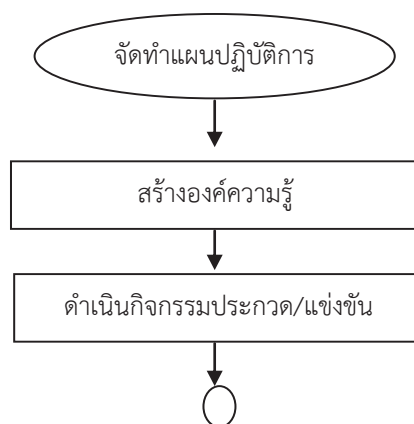 จัดทำแผนปฏิบัติการ
สร้างองค์ความรู้
ดำเนินกิจกรรมประกวด/แข่งขัน